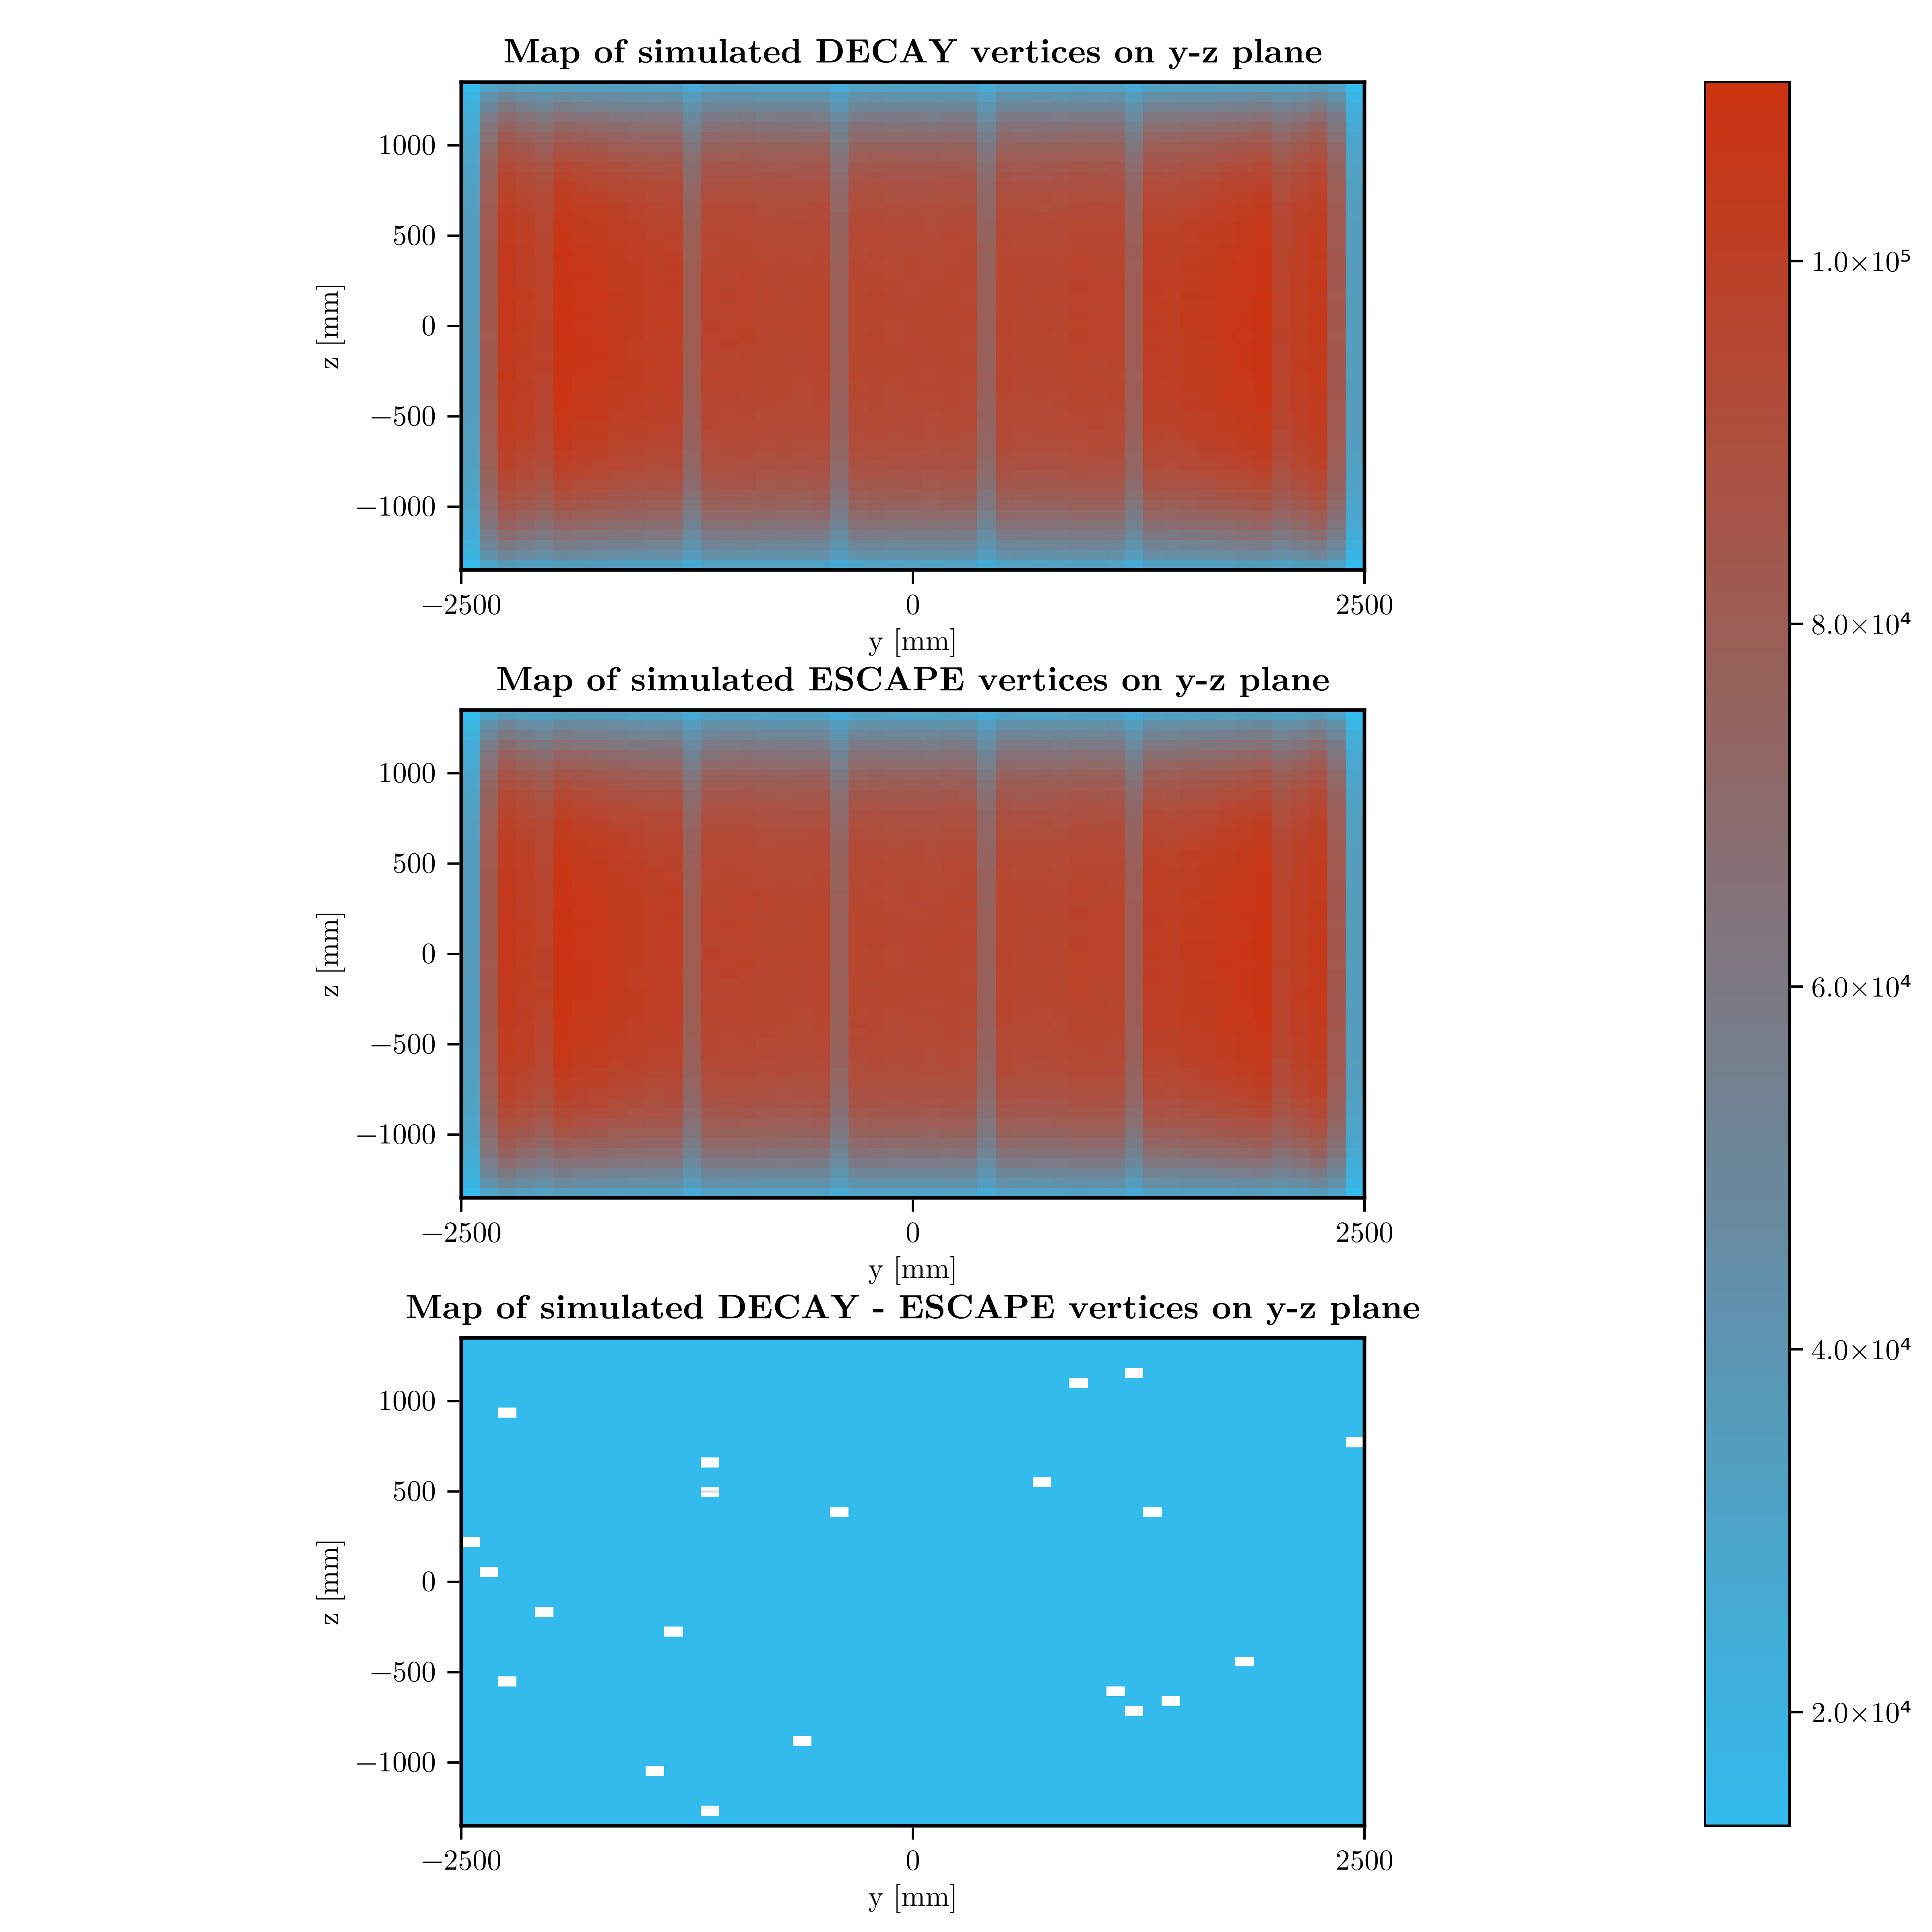 Map of simulated DECAY vertices on y-z plane
1000
500
0
−500
−1000
z [mm]
−2500 0 2500
y [mm]
Map of simulated ESCAPE vertices on y-z plane
1000
500
0
−500
−1000
z [mm]
−2500 0 2500
y [mm]
Map of simulated DECAY - ESCAPE vertices on y-z plane
1000
500
0
−500
−1000
z [mm]
−2500 0 2500
y [mm]
1.0×10⁵
8.0×10⁴
6.0×10⁴
4.0×10⁴
2.0×10⁴